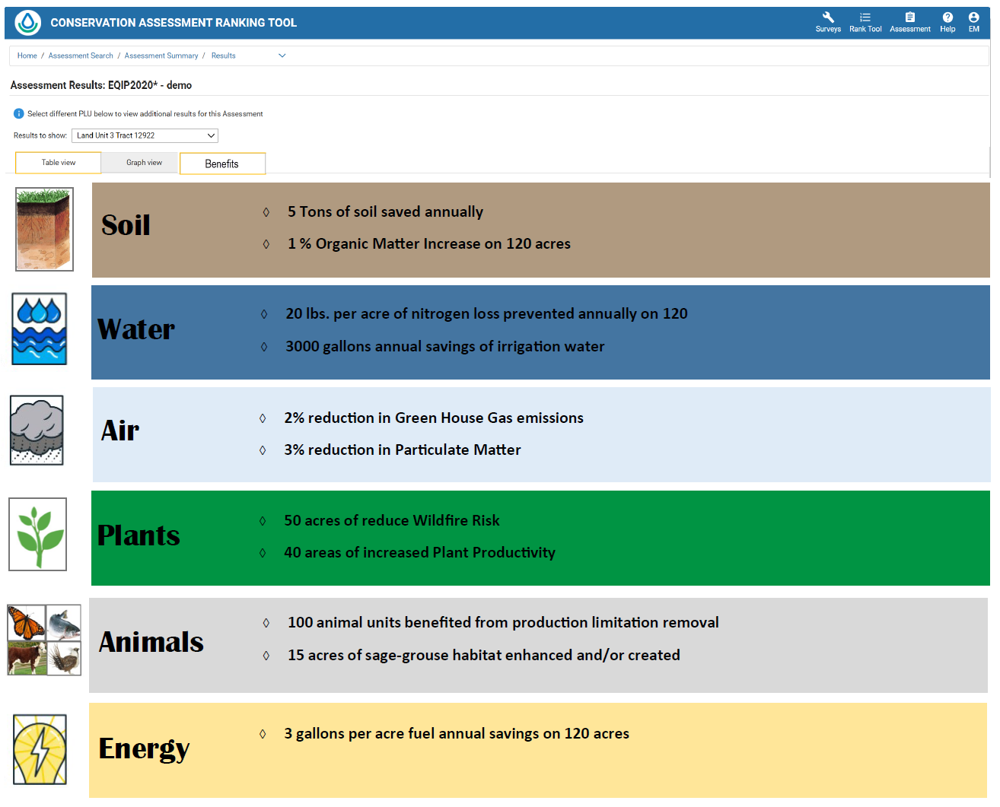 CONSERVATION ASSESSMENT RANKING TOOL
Surveys Rank Tool Assessment Help EM
Home / Assessment Search / Assessment Summary / Results
Assessment Results: EQIP2020* - demo
Select different PLU below to view additional results for this Assessment
Results to show: Land Unit 3 Tract 12922
Table view Graph view Benefits
Soil
◊ 5 Tons of soil saved annually
◊ 1 % Organic Matter Increase on 120 acres
Water
◊ 20 lbs. per acre of nitrogen loss prevented annually on 120
◊ 3000 gallons annual savings of irrigation water
Air
◊ 2% reduction in Green House Gas emissions
◊ 3% reduction in Particulate Matter
Plants
◊ 50 acres of reduce Wildfire Risk
◊ 40 areas of increased Plant Productivity
Animals
◊ 100 animal units benefited from production limitation removal
◊ 15 acres of sage-grouse habitat enhanced and/or created
Energy
◊ 3 gallons per acre fuel annual savings on 120 acres